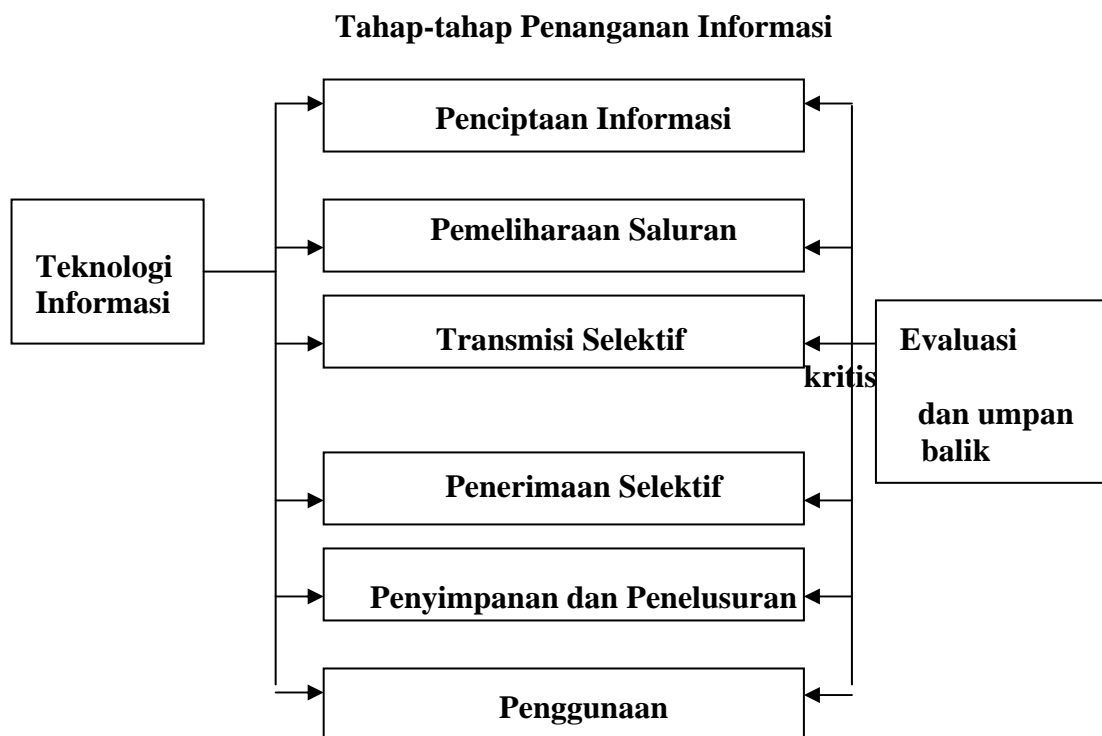 Tahap-tahap Penanganan Informasi
Penciptaan Informasi
Pemeliharaan Saluran
Teknologi
Informasi
Transmisi Selektif
Evaluasi
kritis
dan umpan
balik
Penerimaan Selektif
Penyimpanan dan Penelusuran
Penggunaan